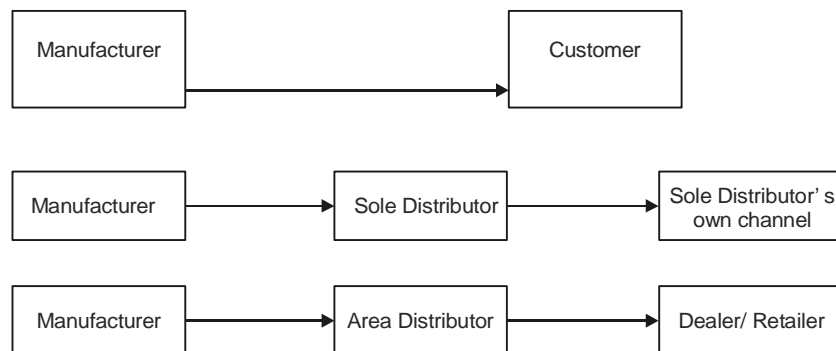 Manufacturer
Customer
Manufacturer
Sole Distributor
Sole Distributor’ s
own channel
Manufacturer
Area Distributor
Dealer/ Retailer